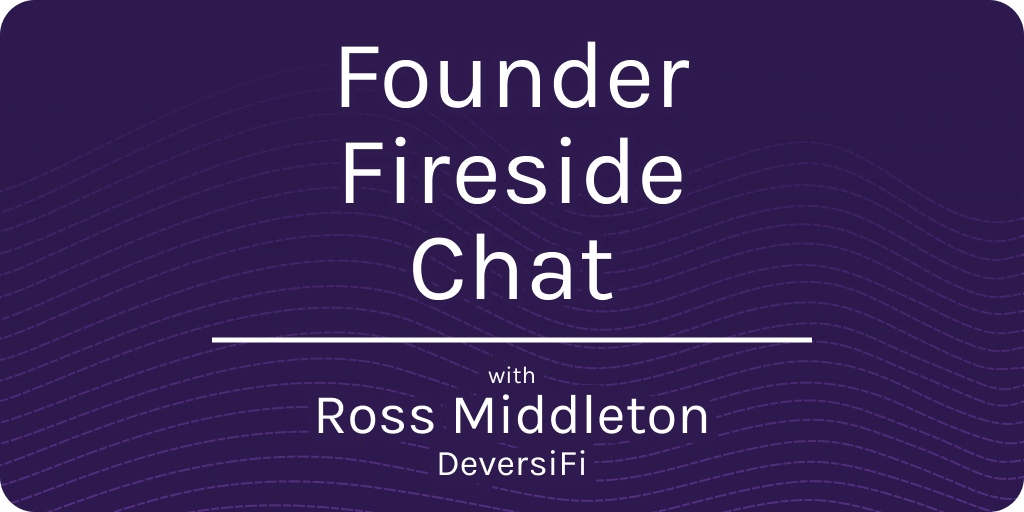 Founder
Fireside
Chat
with
Ross Middleton
DeversiFi